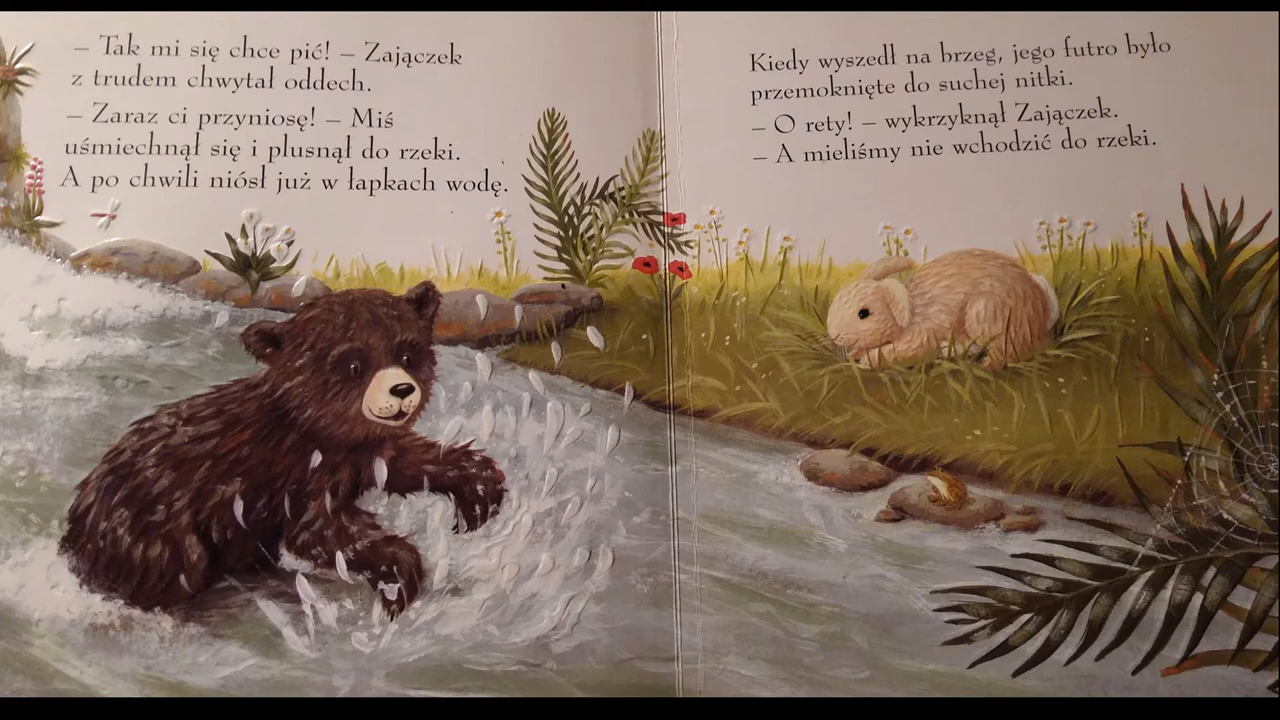 – Tak mi się chce pić! – Zajączek
z trudem chwytał oddech.
– Zaraz ci przyniosę! – Miś
uśmiechnął się i plusnął do rzeki.
A po chwili niósł już w łapkach wodę.
Kiedy wyszedł na brzeg, jego futro było
przemoknięte do suchej nitki.
– O rety! – wykrzyknął Zajączek.
– A mieliśmy nie wchodzić do rzeki.